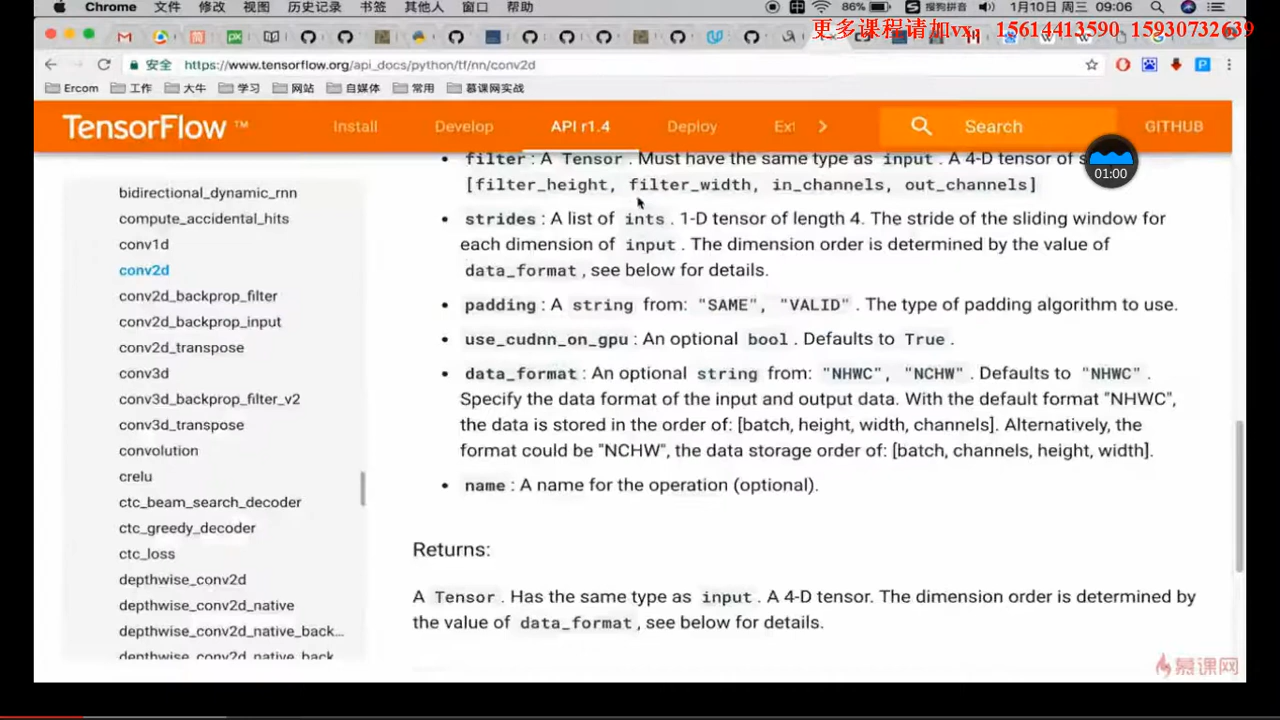 Chrome 文件 修改 视图 历史记录 书签 其他人 窗口 帮助 86% 搜狗拼音 1月10日 周三 09:06
更多课程请加vx, 15614413590, 15930732639
安全 https://www.tensorflow.org/api_docs/python/tf/nn/conv2d
Ercom 工作 大牛 学习 网站 自媒体 常用 慕课网实战
TensorFlow ™ Install Develop API r1.4 Deploy Search GITHUB
01:00
bidirectional_dynamic_rnn
compute_accidental_hits
conv1d
conv2d
conv2d_backprop_filter
conv2d_backprop_input
conv2d_transpose
conv3d
conv3d_backprop_filter_v2
conv3d_transpose
convolution
crelu
ctc_beam_search_decoder
ctc_greedy_decoder
ctc_loss
depthwise_conv2d
depthwise_conv2d_native
depthwise_conv2d_native_back...
depthwise_conv2d_native_back
• filter : A Tensor . Must have the same type as input . A 4-D tensor of
[filter_height, filter_width, in_channels, out_channels]
• strides : A list of ints . 1-D tensor of length 4. The stride of the sliding window for
each dimension of input . The dimension order is determined by the value of
data_format , see below for details.
• padding : A string from: "SAME", "VALID" . The type of padding algorithm to use.
• use_cudnn_on_gpu : An optional bool . Defaults to True .
• data_format : An optional string from: "NHWC", "NCHW" . Defaults to "NHWC" .
Specify the data format of the input and output data. With the default format "NHWC",
the data is stored in the order of: [batch, height, width, channels]. Alternatively, the
format could be "NCHW", the data storage order of: [batch, channels, height, width].
• name : A name for the operation (optional).
Returns:
A Tensor . Has the same type as input . A 4-D tensor. The dimension order is determined by
the value of data_format , see below for details.
慕课网